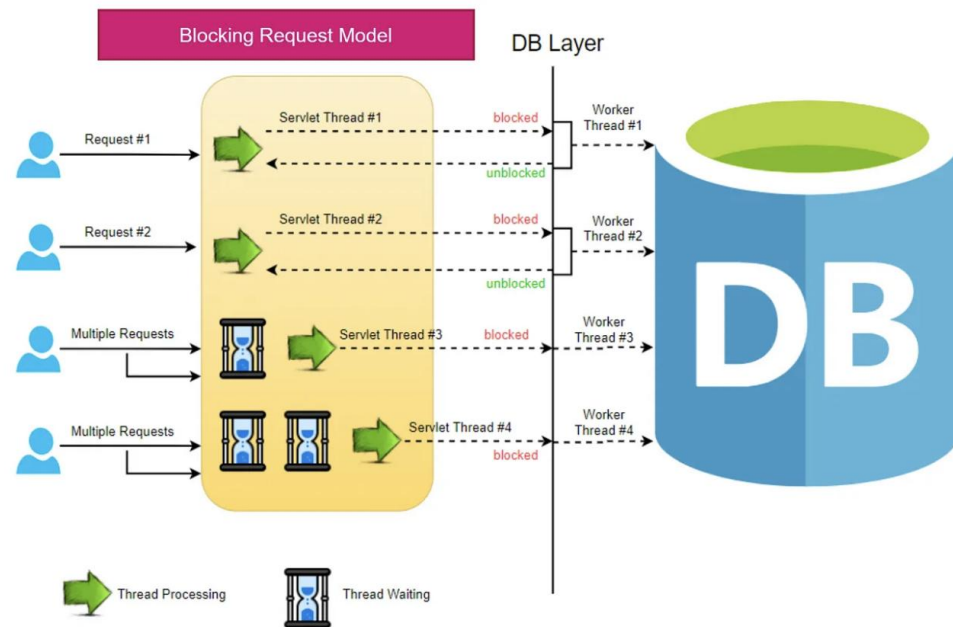 Blocking Request Model
DB Layer
Request #1
Servlet Thread #1
blocked
unblocked
Worker
Thread #1
Request #2
Servlet Thread #2
blocked
unblocked
Worker
Thread #2
Multiple Requests
Servlet Thread #3
blocked
Worker
Thread #3
Multiple Requests
Servlet Thread #4
blocked
Worker
Thread #4
DB
Thread Processing
Thread Waiting